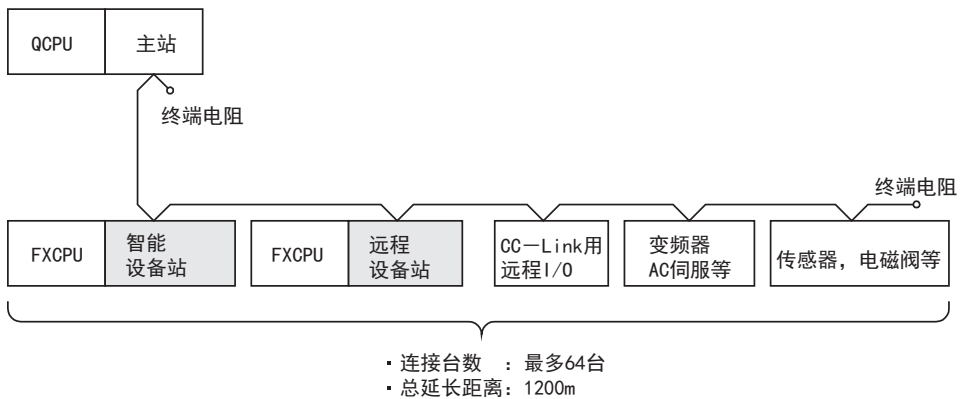 QCPU
主站
终端电阻
终端电阻
FXCPU
智能
设备站
FXCPU
远程
设备站
CC-Link用
远程I/O
变频器
AC伺服等
传感器，电磁阀等
▪ 连接台数 ：最多64台
▪ 总延长距离：1200m